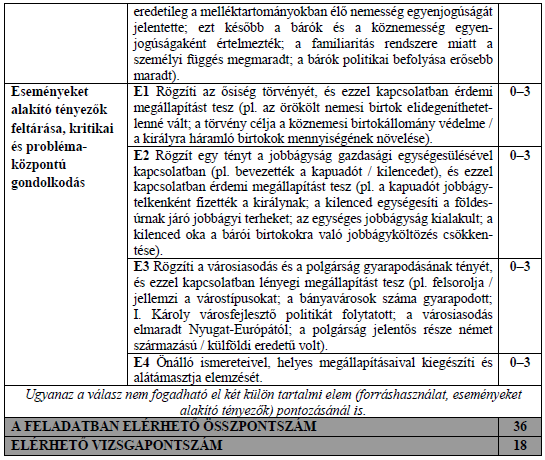 eredetileg a melléktartományokban élő nemesség egyenjogúságát
jelentette; ezt később a bárók és a köznemesség egyen-
jogúságaként értelmezték; a familiaritás rendszere miatt a
személyi függés megmaradt; a bárók politikai befolyása erősebb
maradt).
Eseményeket
alakító tényezők
feltárása, kritikai
és probléma-
központú
gondolkodás
E1 Rögzíti az ősiség törvényét, és ezzel kapcsolatban érdemi
megállapítást tesz (pl. az örökölt nemesi birtok elidegeníthetet-
lenné vált; a törvény célja a köznemesi birtokállomány védelme /
a királyra háramló birtokok mennyiségének növelése).
0–3
E2 Rögzít egy tényt a jobbágyság gazdasági egységesülésével
kapcsolatban (pl. bevezették a kapuadót / kilencedet), és ezzel
kapcsolatban érdemi megállapítást tesz (pl. a kapuadót jobbágy-
telkenként fizették a királynak; a kilenced egységesíti a földes-
úrnak járó jobbágyi terheket; az egységes jobbágyság kialakult; a
kilenced oka a bárói birtokokra való jobbágyköltözés csökken-
tése).
0–3
E3 Rögzíti a városiasodás és a polgárság gyarapodásának tényét,
és ezzel kapcsolatban lényegi megállapítást tesz (pl. felsorolja /
jellemzi a várostípusokat; a bányavárosok száma gyarapodott;
I. Károly városfejlesztő politikát folytatott; a városiasodás
elmaradt Nyugat-Európától; a polgárság jelentős része német
származású / külföldi eredetű volt).
0–3
E4 Önálló ismereteivel, helyes megállapításaival kiegészíti és
alátámasztja elemzését.
0–3
Ugyanaz a válasz nem fogadható el két külön tartalmi elem (forráshasználat, eseményeket
alakító tényezők) pontozásánál is.
A FELADATBAN ELÉRHETŐ ÖSSZPONTSZÁM 36
ELÉRHETŐ VIZSGAPONTSZÁM 18